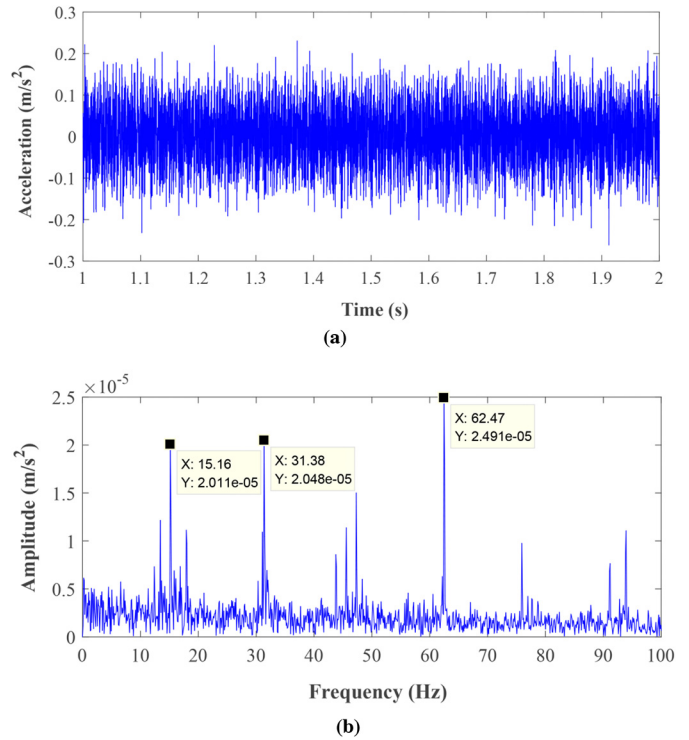 0.3
0.2
0.1
0
-0.1
-0.2
-0.3
Acceleration (m/s²)
1 1.1 1.2 1.3 1.4 1.5 1.6 1.7 1.8 1.9 2
Time (s)
(a)
×10⁻⁵
2.5
2
1.5
1
0.5
0
Amplitude (m/s²)
X: 15.16
Y: 2.011e-05
X: 31.38
Y: 2.048e-05
X: 62.47
Y: 2.491e-05
0 10 20 30 40 50 60 70 80 90 100
Frequency (Hz)
(b)